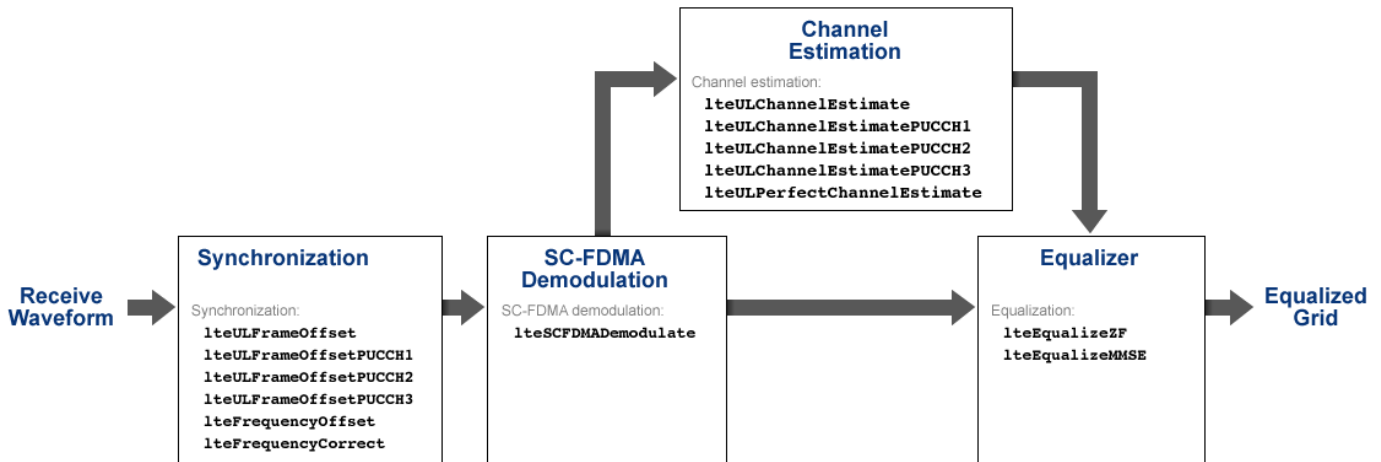 Channel
Estimation
Channel estimation:
lteULChannelEstimate
lteULChannelEstimatePUCCH1
lteULChannelEstimatePUCCH2
lteULChannelEstimatePUCCH3
lteULPerfectChannelEstimate
Receive
Waveform
Synchronization
Synchronization:
lteULFrameOffset
lteULFrameOffsetPUCCH1
lteULFrameOffsetPUCCH2
lteULFrameOffsetPUCCH3
lteFrequencyOffset
lteFrequencyCorrect
SC-FDMA
Demodulation
SC-FDMA demodulation:
lteSCFDMADemodulate
Equalizer
Equalization:
lteEqualizeZF
lteEqualizeMMSE
Equalized
Grid